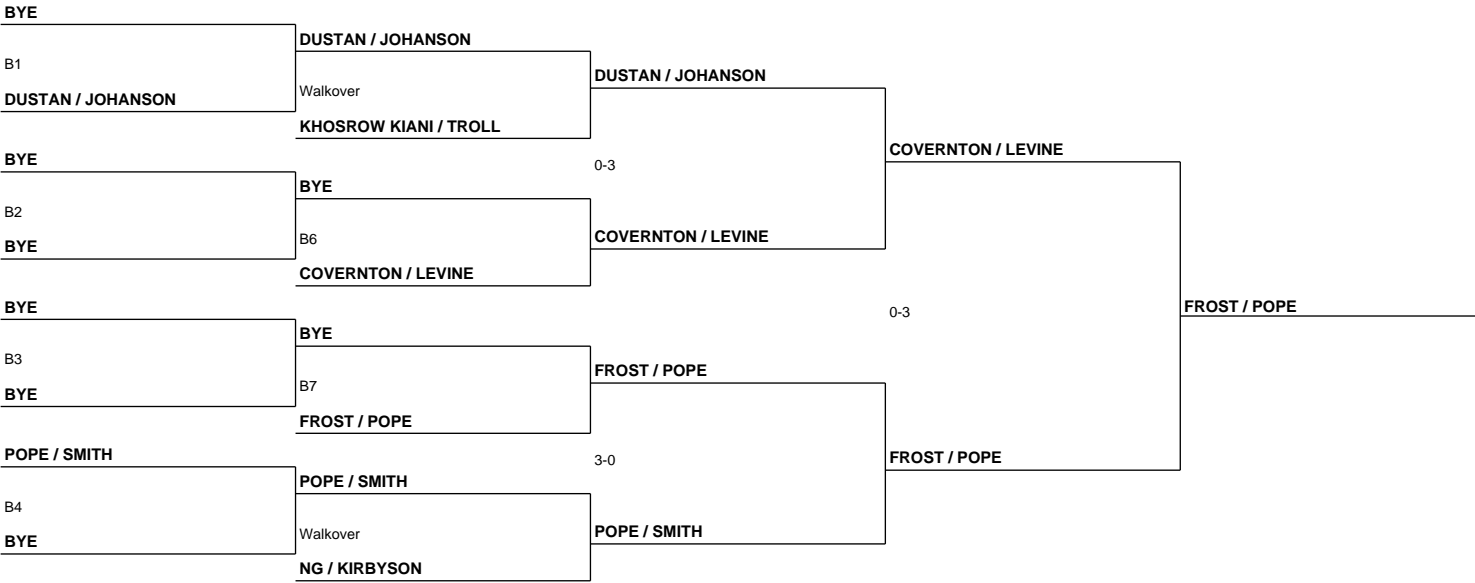 BYE
B1
DUSTAN / JOHANSON
BYE
B2
BYE
BYE
B3
BYE
POPE / SMITH
B4
BYE
DUSTAN / JOHANSON
Walkover
KHOSROW KIANI / TROLL
BYE
B6
COVERNTON / LEVINE
BYE
B7
FROST / POPE
POPE / SMITH
Walkover
NG / KIRBYSON
DUSTAN / JOHANSON
0-3
COVERNTON / LEVINE
FROST / POPE
3-0
POPE / SMITH
COVERNTON / LEVINE
0-3
FROST / POPE
FROST / POPE